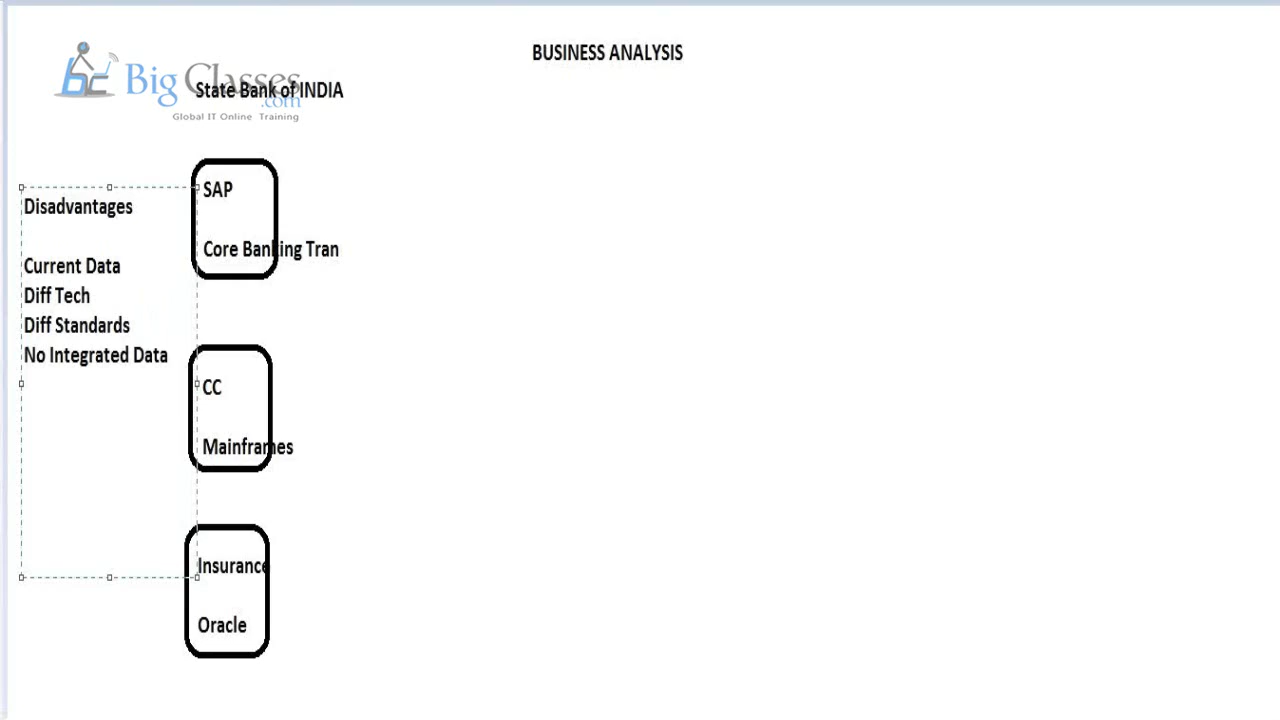 BUSINESS ANALYSIS
bc Big Classes
.com
Global IT Online Training
State Bank of INDIA
SAP
Core Banking Tran
Disadvantages
Current Data
Diff Tech
Diff Standards
No Integrated Data
CC
Mainframes
Insurance
Oracle